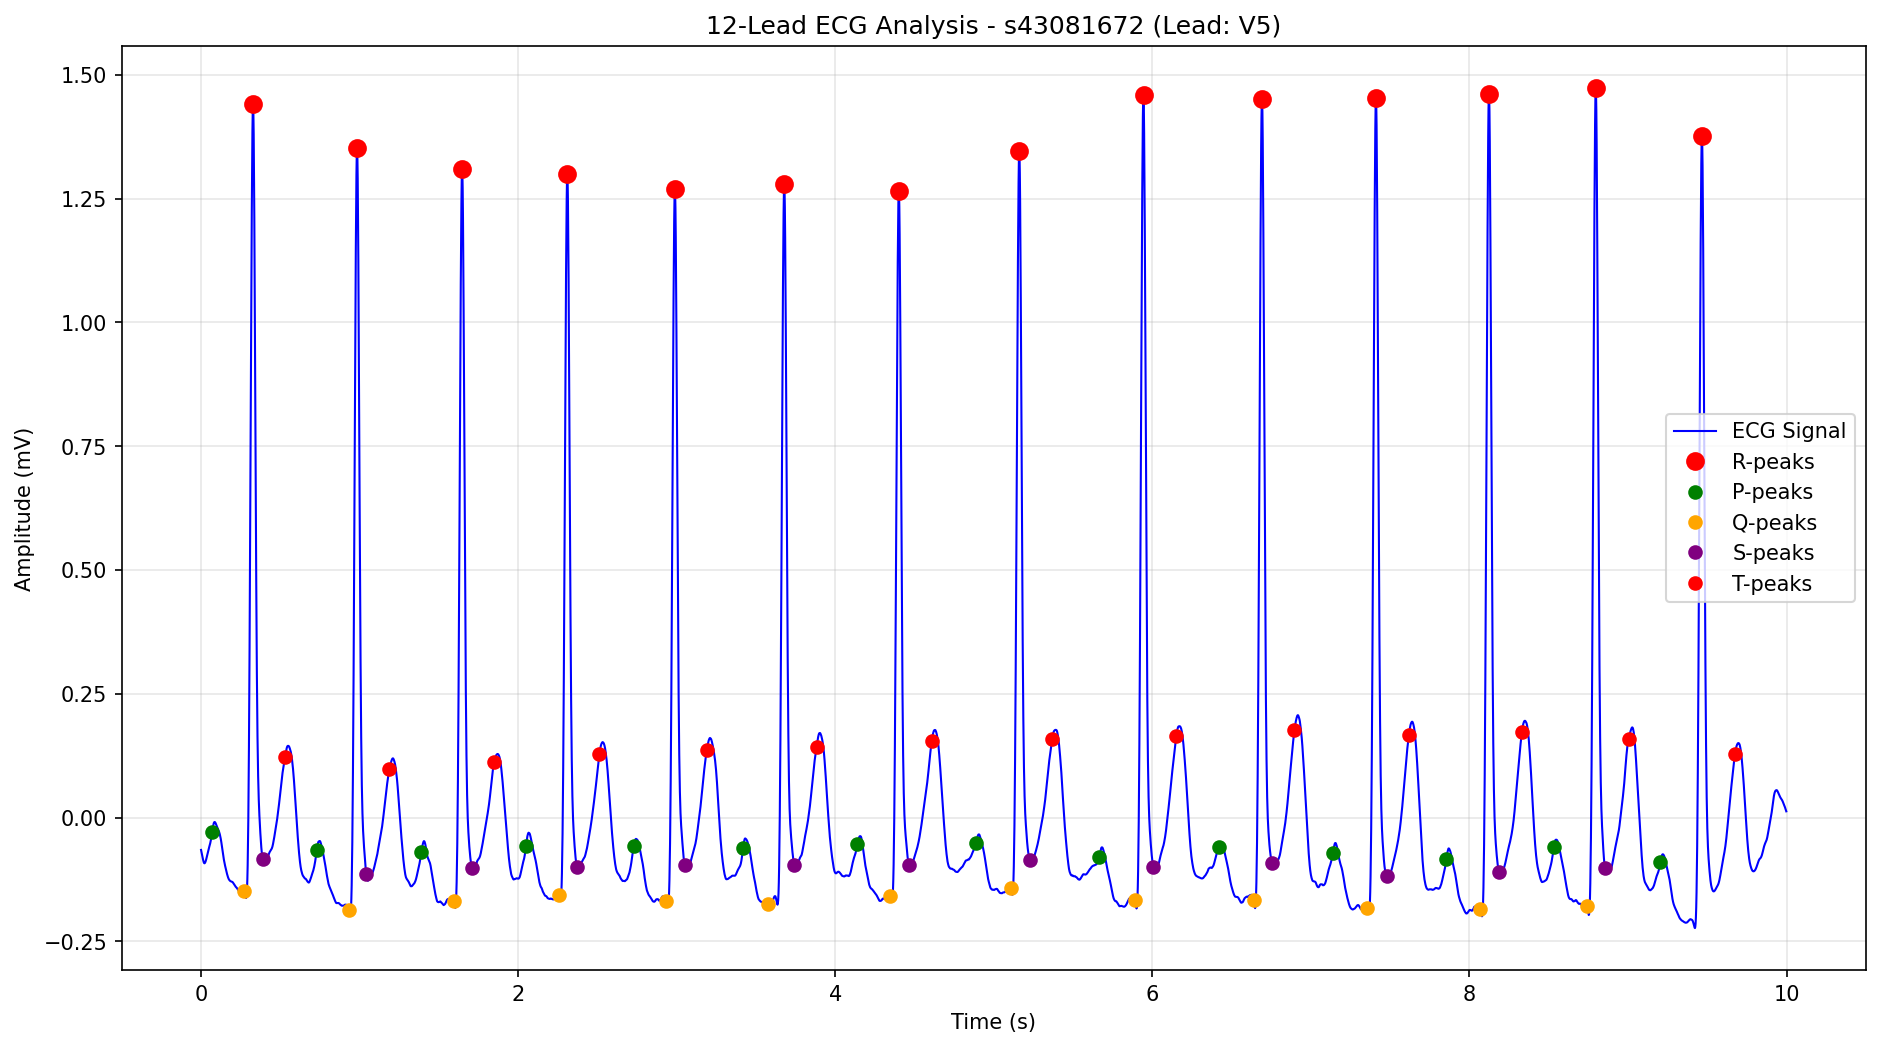 12-Lead ECG Analysis - s43081672 (Lead: V5)
Amplitude (mV)
1.50
1.25
1.00
0.75
0.50
0.25
0.00
−0.25
ECG Signal
R-peaks
P-peaks
Q-peaks
S-peaks
T-peaks
0 2 4 6 8 10
Time (s)